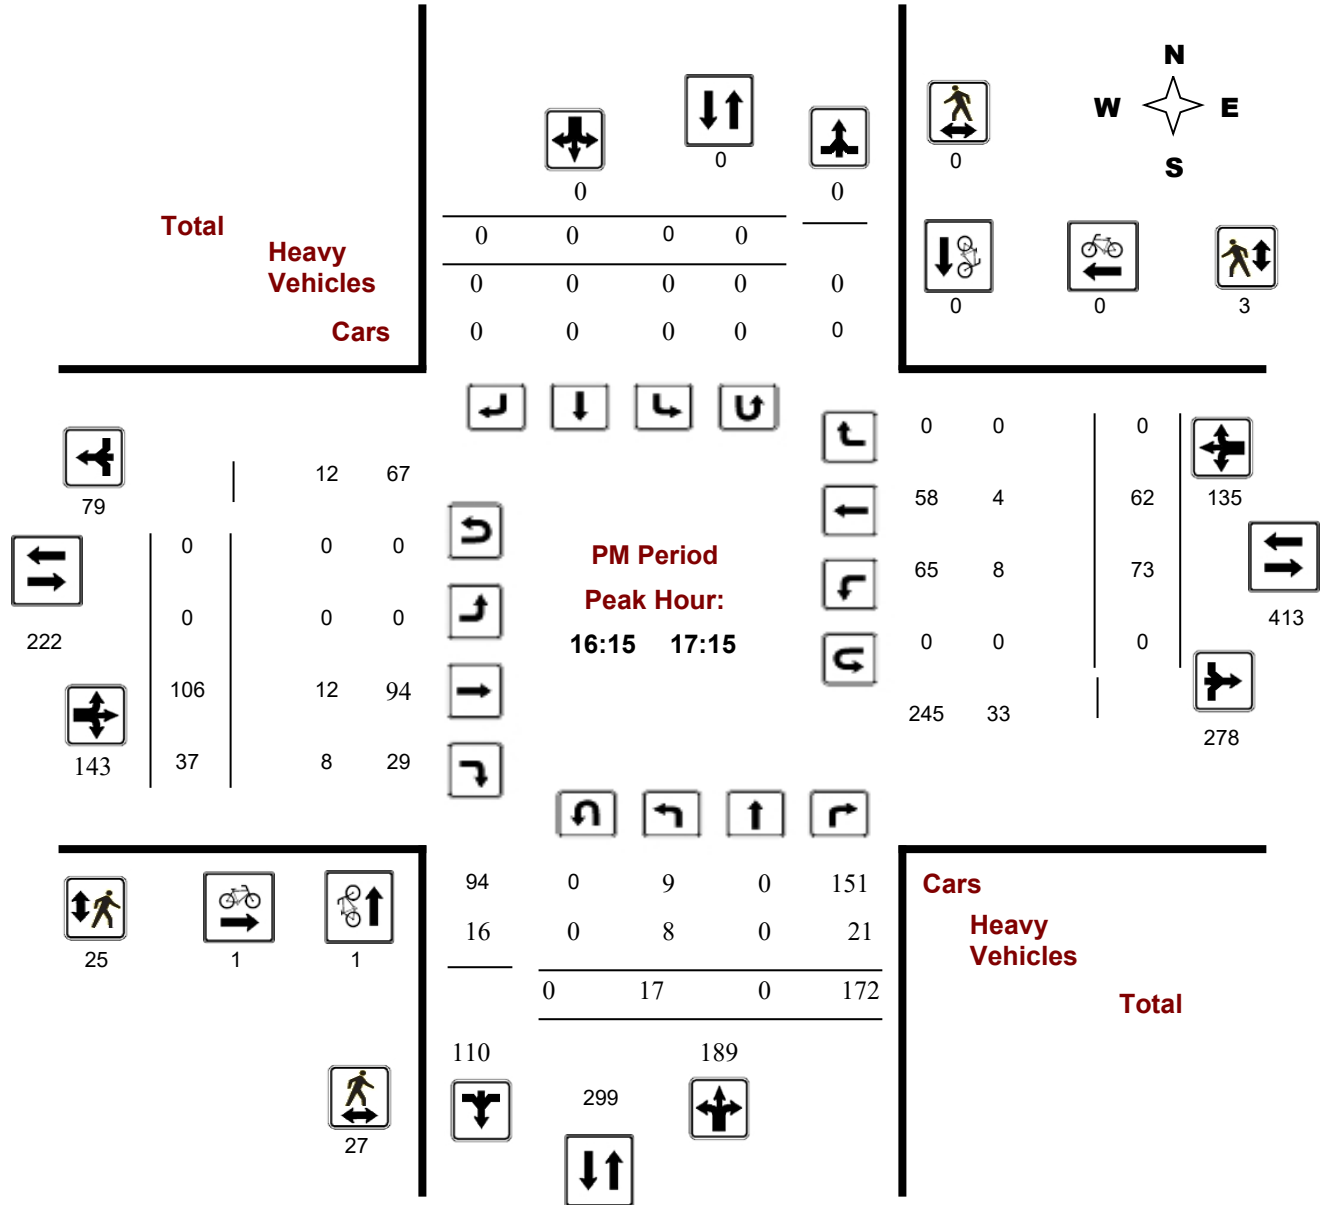 N
W E
S
0
0 0
0 0
Total 0 0 0 0
Heavy
Vehicles 0 0 0 0 0
0 0 3
Cars 0 0 0 0 0
0 0 0
12 67
79 58 4 62 135
0 0 0
PM Period
65 8 73
Peak Hour:
0 0 0 413
222 16:15 17:15 0 0 0
106 12 94
245 33
278
143 37 8 29
94 0 9 0 151 Cars
16 0 8 0 21 Heavy
Vehicles
25 1 1
0 17 0 172 Total
110 189
299
27